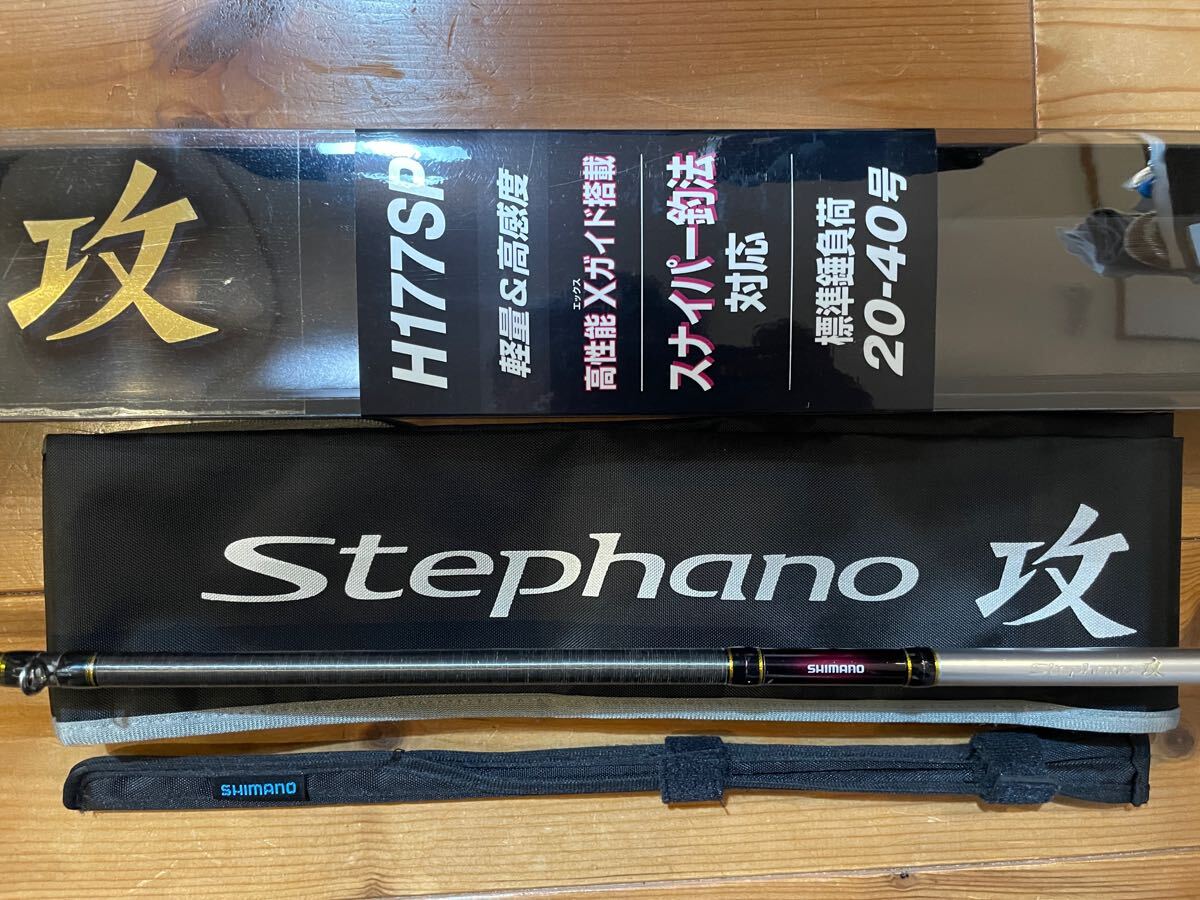 攻
H177SP
軽量&高感度
エックス
高性能Xガイド搭載
スナイパー釣法
対応
標準錘負荷
20-40号
Stephano 攻
SHIMANO
Stephano 攻
SHIMANO